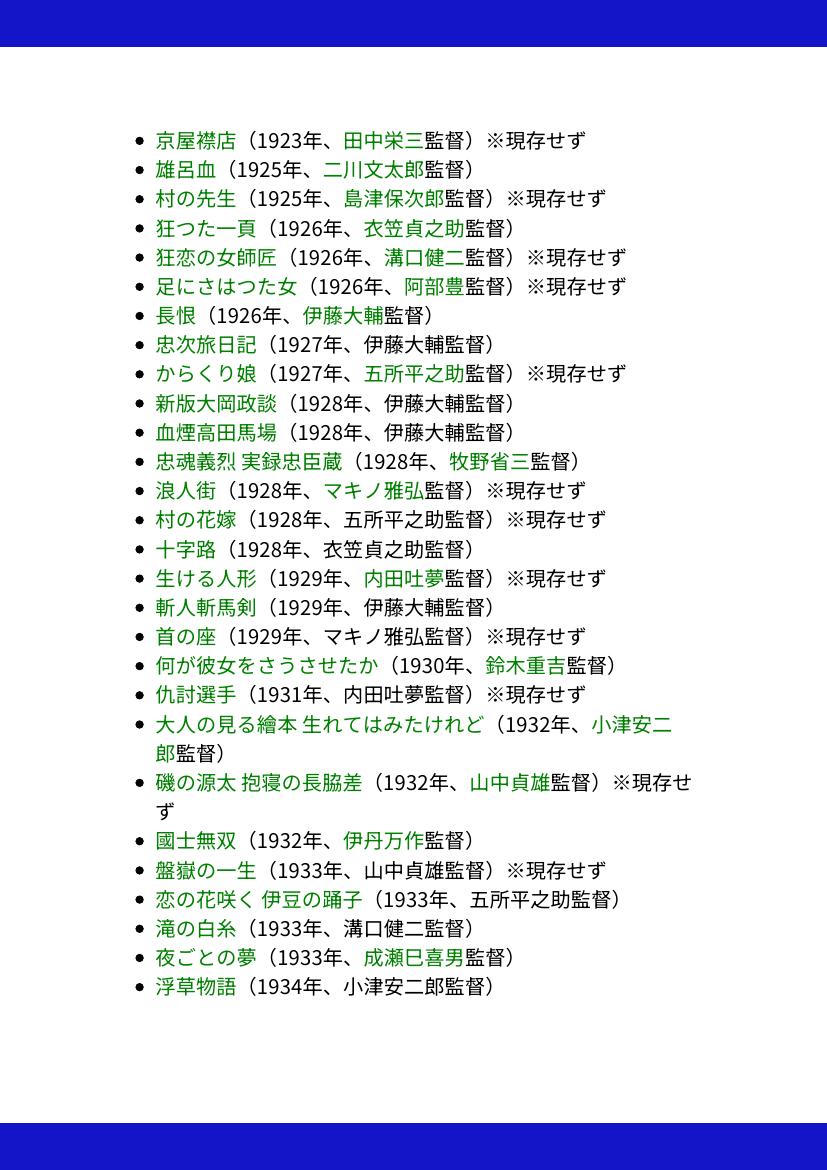 • 京屋襟店（1923年、田中栄三監督）※現存せず
• 雄呂血（1925年、二川文太郎監督）
• 村の先生（1925年、島津保次郎監督）※現存せず
• 狂つた一頁（1926年、衣笠貞之助監督）
• 狂恋の女師匠（1926年、溝口健二監督）※現存せず
• 足にさはつた女（1926年、阿部豊監督）※現存せず
• 長恨（1926年、伊藤大輔監督）
• 忠次旅日記（1927年、伊藤大輔監督）
• からくり娘（1927年、五所平之助監督）※現存せず
• 新版大岡政談（1928年、伊藤大輔監督）
• 血煙高田馬場（1928年、伊藤大輔監督）
• 忠魂義烈 実録忠臣蔵（1928年、牧野省三監督）
• 浪人街（1928年、マキノ雅弘監督）※現存せず
• 村の花嫁（1928年、五所平之助監督）※現存せず
• 十字路（1928年、衣笠貞之助監督）
• 生ける人形（1929年、内田吐夢監督）※現存せず
• 斬人斬馬剣（1929年、伊藤大輔監督）
• 首の座（1929年、マキノ雅弘監督）※現存せず
• 何が彼女をさうさせたか（1930年、鈴木重吉監督）
• 仇討選手（1931年、内田吐夢監督）※現存せず
• 大人の見る繪本 生れてはみたけれど（1932年、小津安二
郎監督）
• 磯の源太 抱寝の長脇差（1932年、山中貞雄監督）※現存せ
ず
• 國士無双（1932年、伊丹万作監督）
• 盤嶽の一生（1933年、山中貞雄監督）※現存せず
• 恋の花咲く 伊豆の踊子（1933年、五所平之助監督）
• 滝の白糸（1933年、溝口健二監督）
• 夜ごとの夢（1933年、成瀬巳喜男監督）
• 浮草物語（1934年、小津安二郎監督）